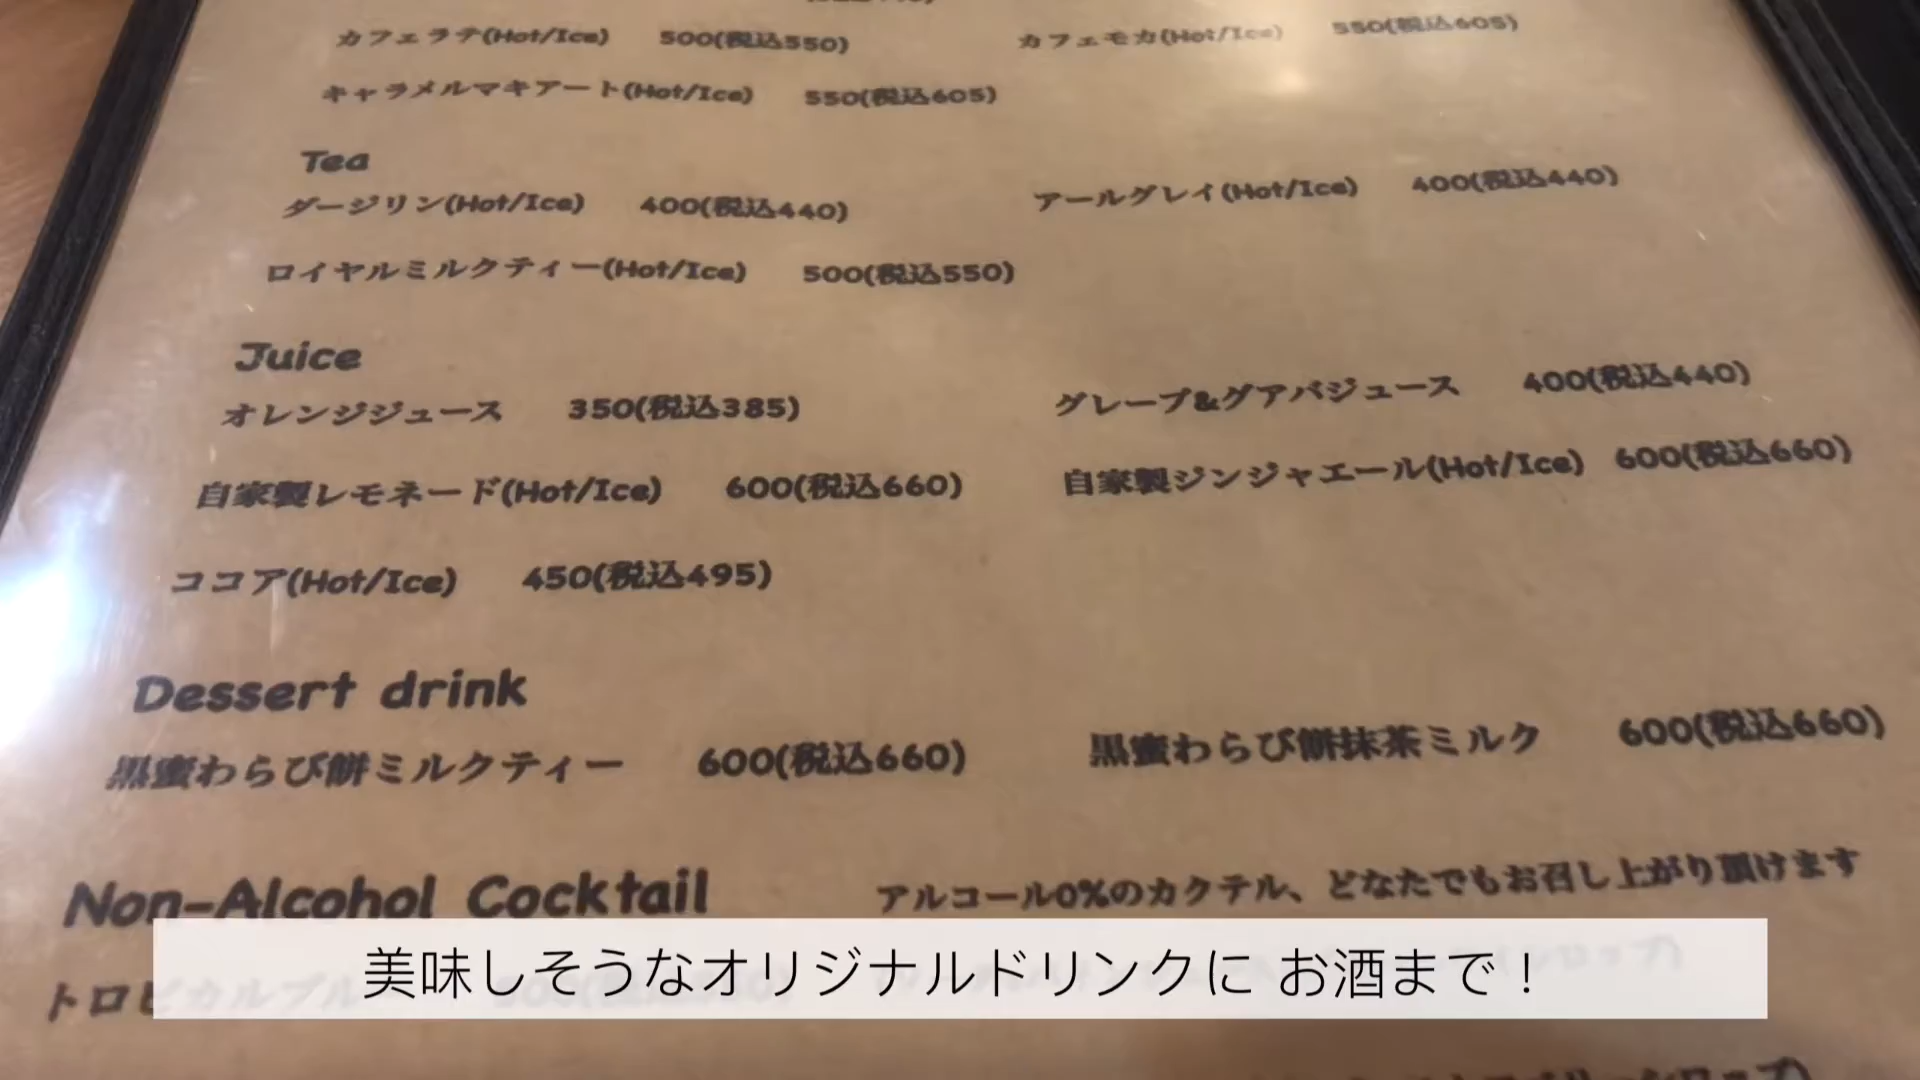 カフェラテ(Hot/Ice) 500(税込550) カフェモカ(Hot/Ice) 550(税込605)
キャラメルマキアート(Hot/Ice) 550(税込605)
Tea
ダージリン(Hot/Ice) 400(税込440) アールグレイ(Hot/Ice) 400(税込440)
ロイヤルミルクティー(Hot/Ice) 500(税込550)
Juice
オレンジジュース 350(税込385) グレープ&グアバジュース 400(税込440)
自家製レモネード(Hot/Ice) 600(税込660) 自家製ジンジャエール(Hot/Ice) 600(税込660)
ココア(Hot/Ice) 450(税込495)
Dessert drink
黒蜜わらび餅ミルクティー 600(税込660) 黒蜜わらび餅抹茶ミルク 600(税込660)
Non-Alcohol Cocktail アルコール0%のカクテル、どなたでもお召し上がり頂けます
トロピカルブル
美味しそうなオリジナルドリンクに お酒まで！